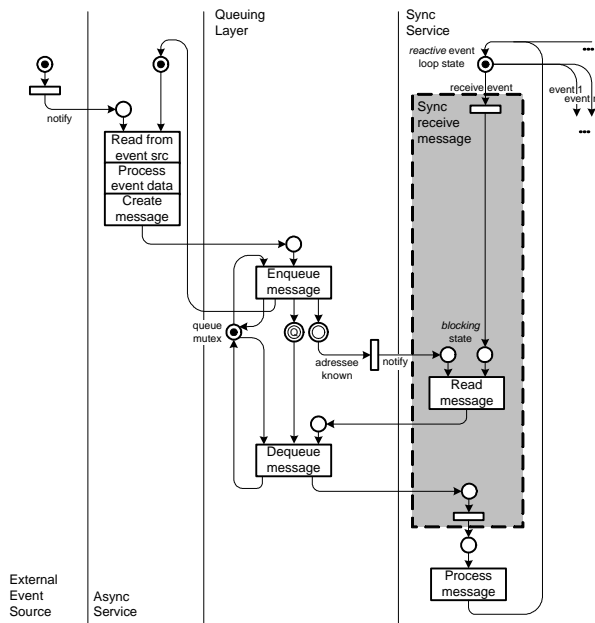 Queuing
Layer
Sync
Service
reactive event
loop state
...
receive event
event 1
event n
...
notify
Sync
receive
message
Read from
event src
Process
event data
Create
message
Enqueue
message
queue
mutex
Q
adressee
known
notify
blocking
state
Read
message
Dequeue
message
Process
message
External
Event
Source
Async
Service